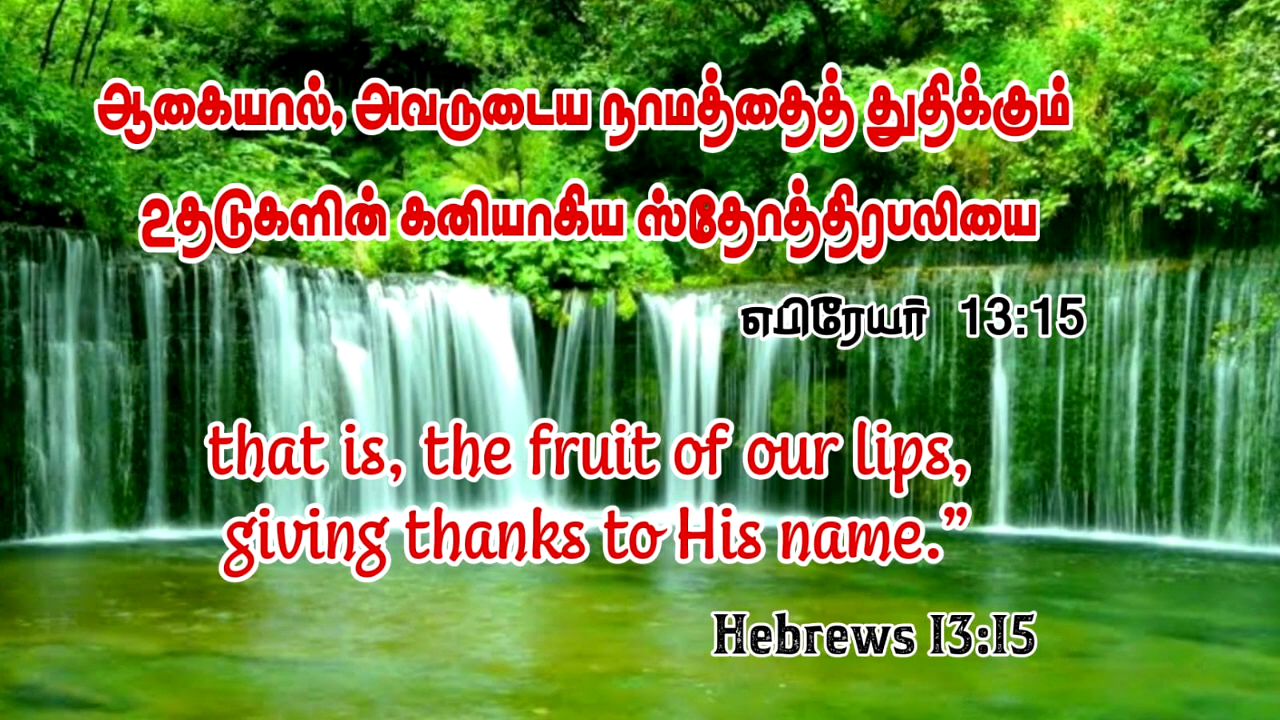 ஆகையால், அவருடைய நாமத்தைத் துதிக்கும்
உதடுகளின் கனியாகிய ஸ்தோத்திரபலியை
எபிரேயர் 13:15
that is, the fruit of our lips,
giving thanks to His name.”
Hebrews 13:15